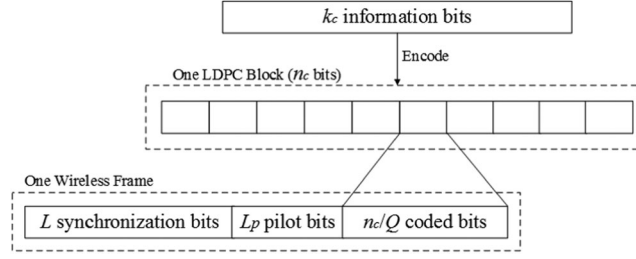 k_c information bits
Encode
One LDPC Block (n_c bits)
One Wireless Frame
L synchronization bits
L_p pilot bits
n_c/Q coded bits